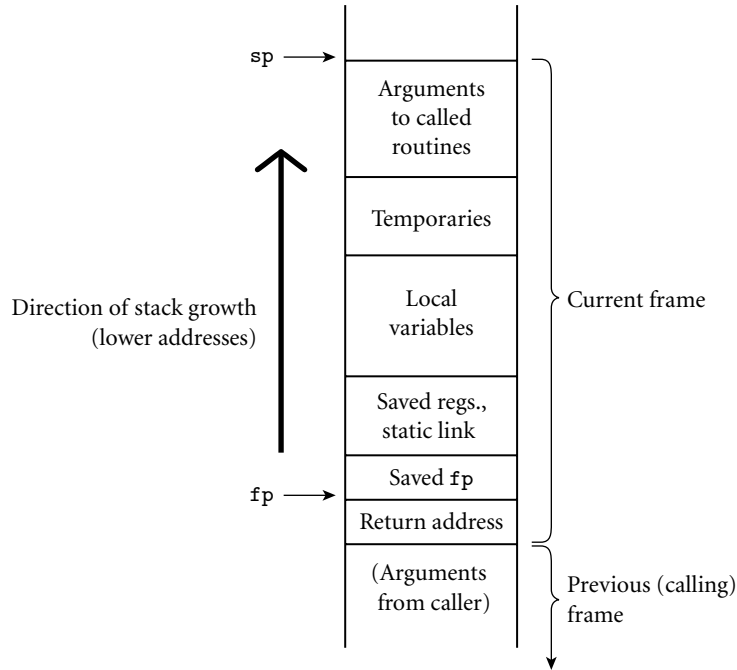 sp
Arguments
to called
routines
Temporaries
Direction of stack growth
(lower addresses)
Local
variables
Current frame
Saved regs.,
static link
Saved fp
fp
Return address
(Arguments
from caller)
Previous (calling)
frame